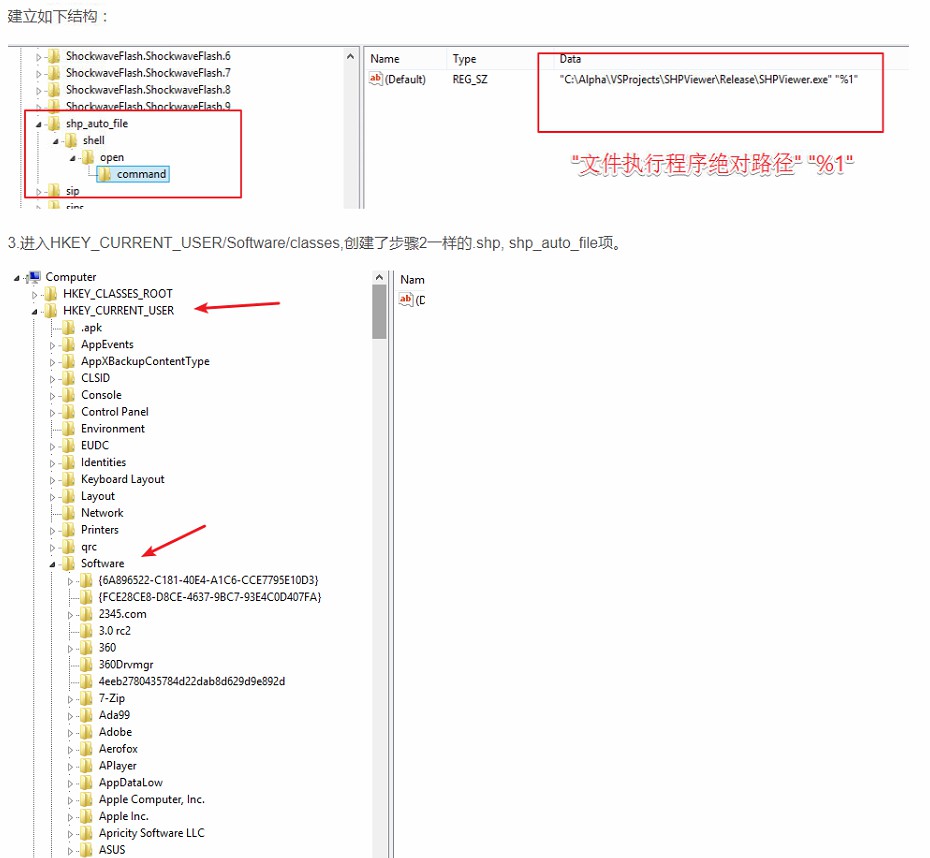 建立如下结构：
ShockwaveFlash.ShockwaveFlash.6
ShockwaveFlash.ShockwaveFlash.7
ShockwaveFlash.ShockwaveFlash.8
ShockwaveFlash.ShockwaveFlash.9
shp_auto_file
shell
open
command
sip
sips
Name Type Data
ab (Default) REG_SZ "C:\Alpha\VSProjects\SHPViewer\Release\SHPViewer.exe" "%1"
"文件执行程序绝对路径" "%1"
3.进入HKEY_CURRENT_USER/Software/classes,创建了步骤2一样的.shp, shp_auto_file项。
Computer
HKEY_CLASSES_ROOT
HKEY_CURRENT_USER
.apk
AppEvents
AppXBackupContentType
CLSID
Console
Control Panel
Environment
EUDC
Identities
Keyboard Layout
Layout
Network
Printers
qrc
Software
{6A896522-C181-40E4-A1C6-CCE7795E10D3}
{FCE28CE8-D8CE-4637-9BC7-93E4C0D407FA}
2345.com
3.0 rc2
360
360Drvmgr
4eeb2780435784d22dab8d629d9e892d
7-Zip
Ada99
Adobe
Aerofox
APlayer
AppDataLow
Apple Computer, Inc.
Apple Inc.
Apricity Software LLC
ASUS
Nam
ab (D